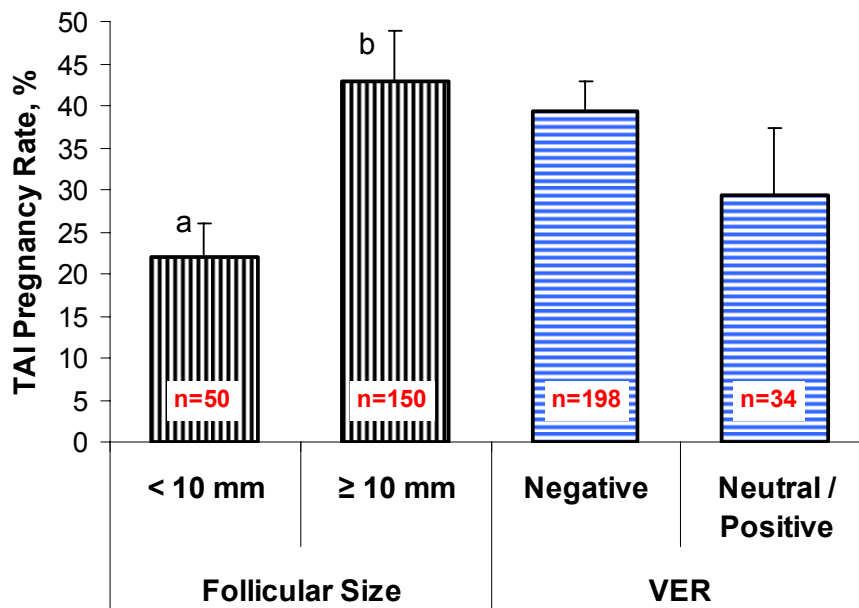 TAI Pregnancy Rate, %
50
45
40
35
30
25
20
15
10
5
0
a
b
n=50
n=150
n=198
n=34
< 10 mm
≥ 10 mm
Negative
Neutral /
Positive
Follicular Size
VER